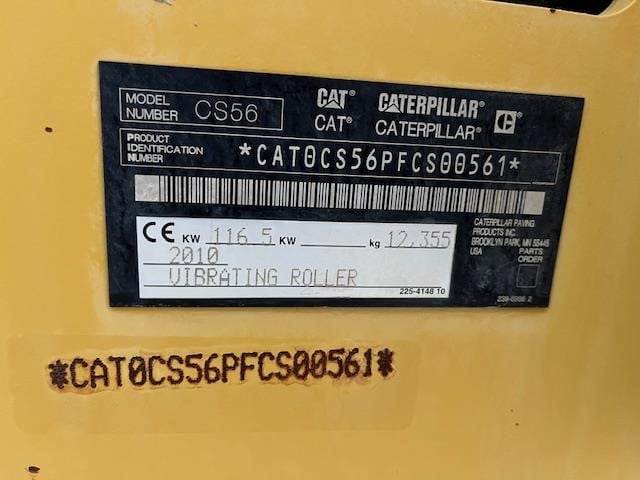 MODEL NUMBER CS56
CAT® CATERPILLAR® C®
CAT® CATERPILLAR®
PRODUCT IDENTIFICATION NUMBER *CAT0CS56PFCS00561*
CE KW 116.5 KW kg 12,355
2010
VIBRATING ROLLER
225-4148 10
CATERPILLAR PAVING
PRODUCTS INC.
BROOKLYN PARK, MN 55445
USA PARTS
ORDER
*CAT0CS56PFCS00561*